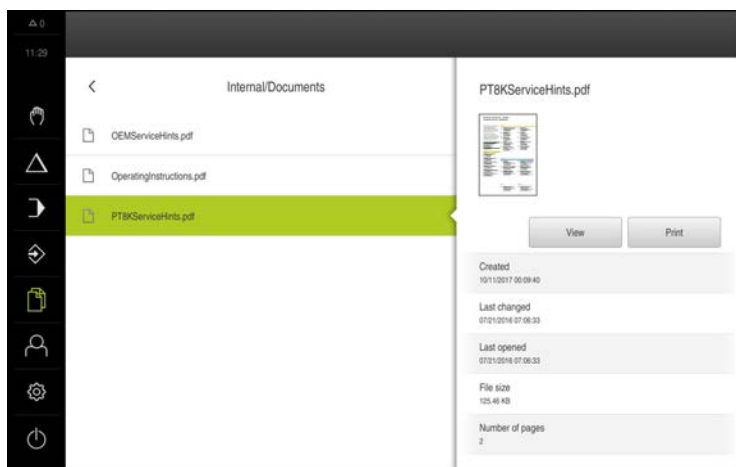 0
11:29
Internal/Documents
OEMServiceHints.pdf
OperatingInstructions.pdf
PT8KServiceHints.pdf
PT8KServiceHints.pdf
View Print
Created
10/11/2017 00:09:40
Last changed
07/21/2016 07:06:33
Last opened
07/21/2016 07:06:33
File size
125.46 KB
Number of pages
2